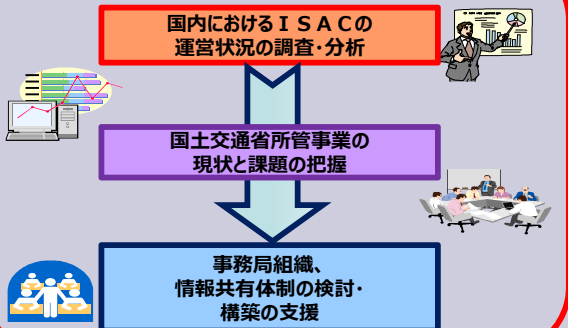 国内におけるＩＳＡＣの
運営状況の調査・分析
国土交通省所管事業の
現状と課題の把握
事務局組織、
情報共有体制の検討・
構築の支援